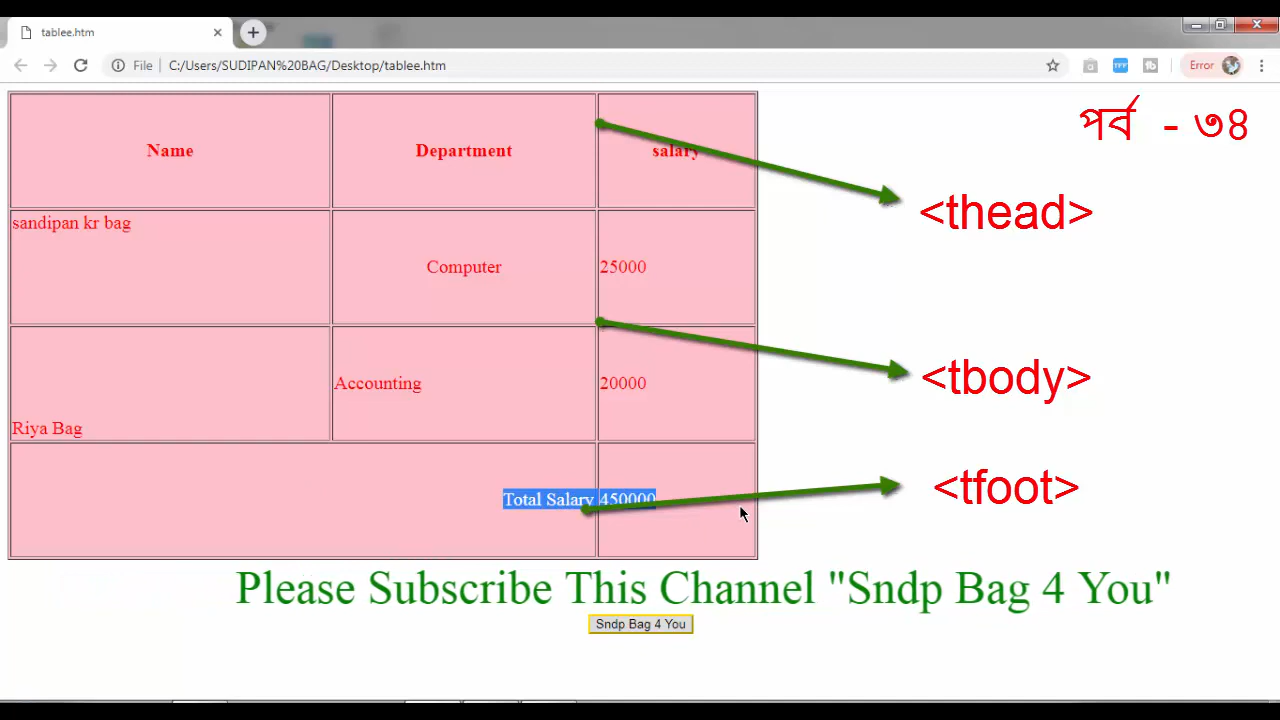 tablee.htm
File | C:/Users/SUDIPAN%20BAG/Desktop/tablee.htm
Error
পর্ব - ৩৪
Name Department salary
<thead>
sandipan kr bag
Computer 25000
<tbody>
Accounting 20000
Riya Bag
Total Salary 450000
<tfoot>
Please Subscribe This Channel "Sndp Bag 4 You"
Sndp Bag 4 You